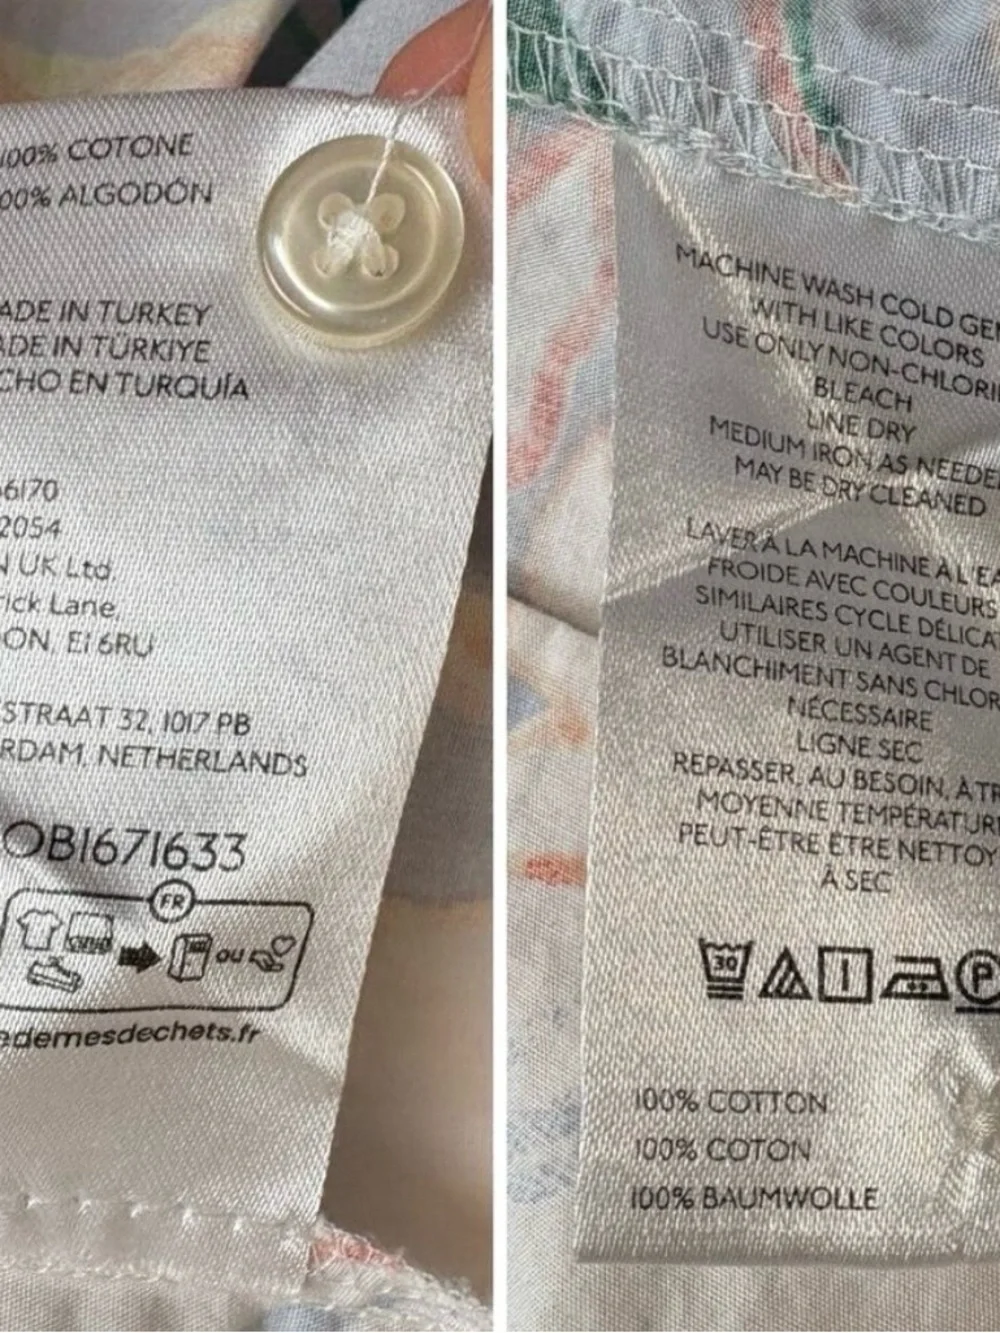 100% COTONE
00% ALGODÓN
ADE IN TURKEY
ADE IN TÜRKIYE
CHO EN TURQUÍA
6170
2054
N UK Ltd.
ick Lane,
ON. E1 6RU
STRAAT 32, 1017 PB
RDAM, NETHERLANDS
OB1671633
FR
OU
edemesdechets.fr
MACHINE WASH COLD GE
WITH LIKE COLORS
USE ONLY NON-CHLORI
BLEACH
LINE DRY
MEDIUM IRON AS NEEDE
MAY BE DRY CLEANED
LAVER À LA MACHINE À L'EA
FROIDE AVEC COULEURS
SIMILAIRES CYCLE DÉLICA
UTILISER UN AGENT DE
BLANCHIMENT SANS CHLOR
NÉCESSAIRE
LIGNE SEC
REPASSER, AU BESOIN, À TR
MOYENNE TEMPÉRATUR
PEUT-ÊTRE ÊTRE NETTOY
À SEC
30
P
100% COTTON
100% COTON
100% BAUMWOLLE